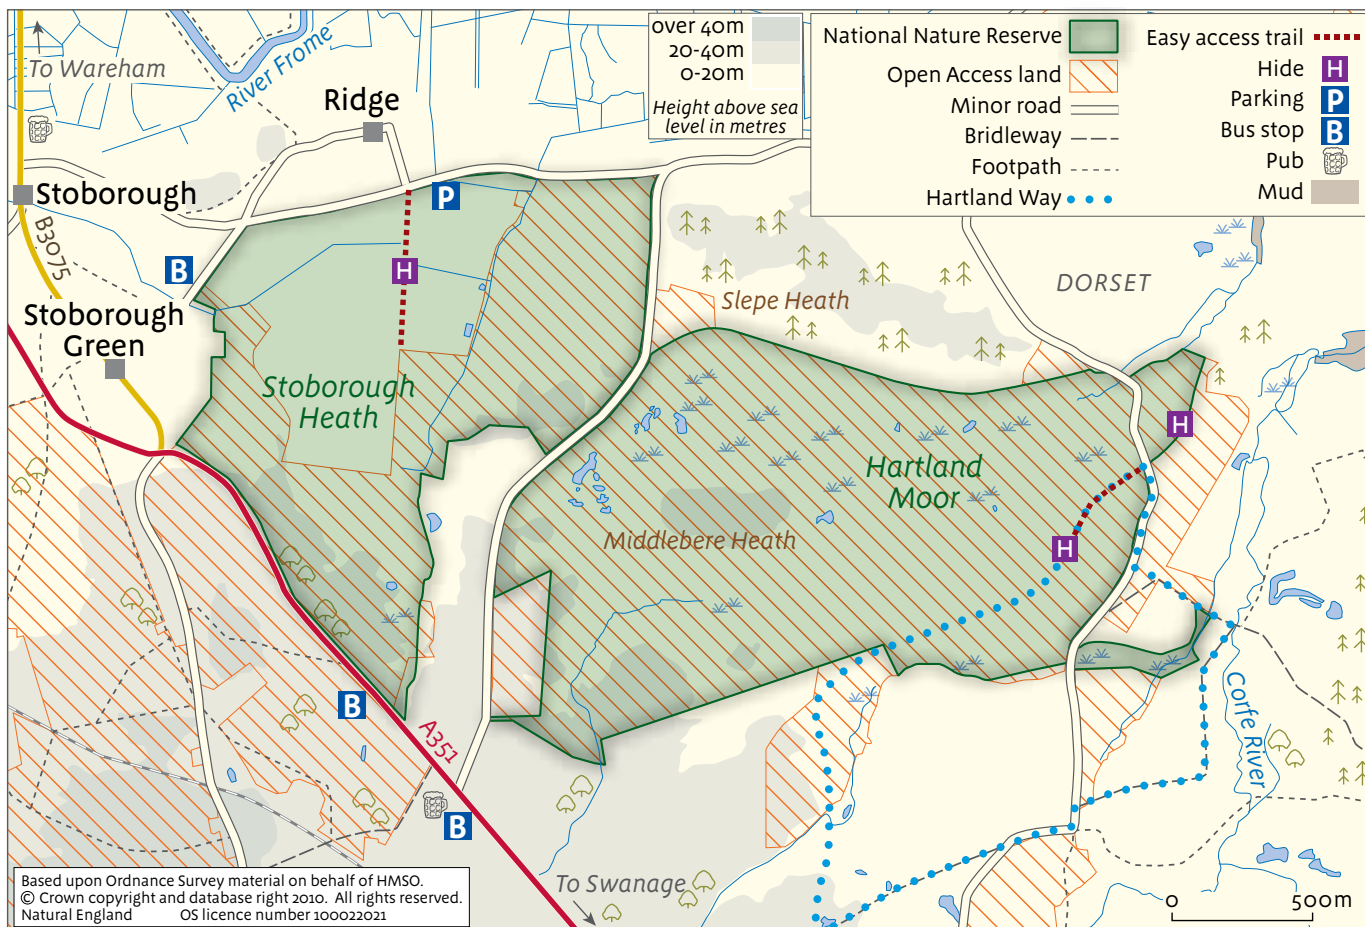 To Wareham
River Frome
Ridge
over 40m
20-40m
0-20m
Height above sea
level in metres
National Nature Reserve
Open Access land
Minor road
Bridleway
Footpath
Hartland Way
Easy access trail
Hide
H
Parking
P
Bus stop
B
Pub
Mud
Stoborough
B3075
P
B
H
Stoborough
Green
Slepe Heath
DORSET
Stoborough
Heath
H
Hartland
Moor
Middlebere Heath
H
B
A351
Corfe River
B
To Swanage
Based upon Ordnance Survey material on behalf of HMSO.
© Crown copyright and database right 2010. All rights reserved.
Natural England OS licence number 100022021
0 500m